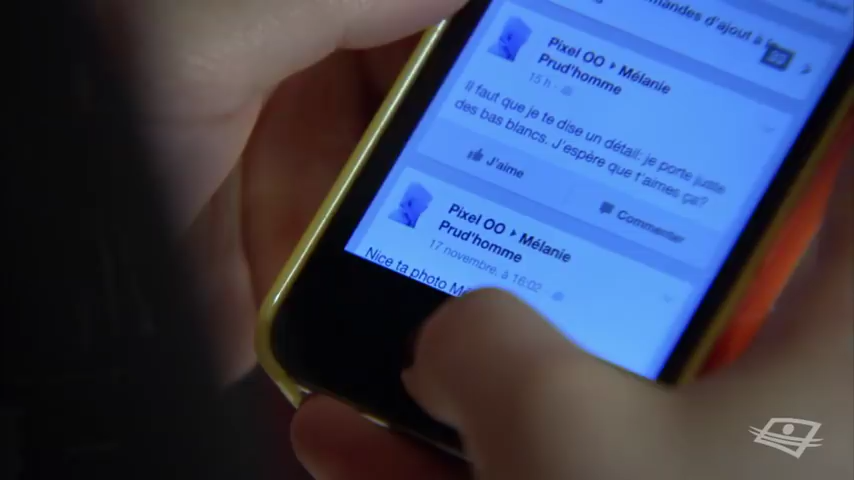 mandes d'ajout à
Pixel OO ▸ Mélanie
Prud'homme
15 h
Il faut que je te dise un détail: je porte juste
des bas blancs. J'espère que t'aimes ça?
J'aime
Commenter
Pixel OO ▸ Mélanie
Prud'homme
17 novembre, à 16:02
Nice ta photo